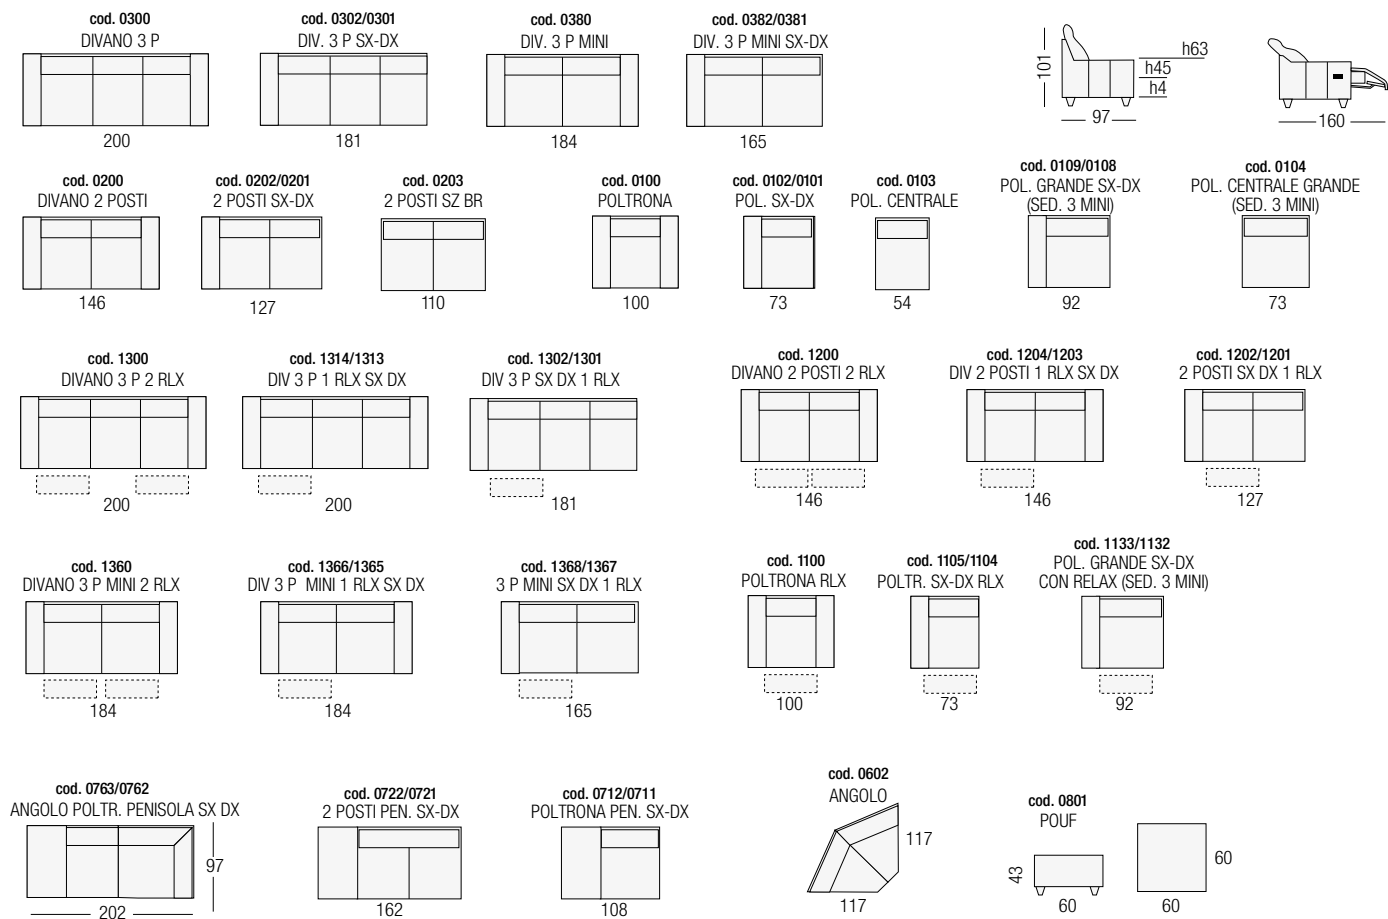 cod. 0300
DIVANO 3 P
200
cod. 0302/0301
DIV. 3 P SX-DX
181
cod. 0380
DIV. 3 P MINI
184
cod. 0382/0381
DIV. 3 P MINI SX-DX
165
101
h63
h45
h4
97
160
cod. 0200
DIVANO 2 POSTI
146
cod. 0202/0201
2 POSTI SX-DX
127
cod. 0203
2 POSTI SZ BR
110
cod. 0100
POLTRONA
100
cod. 0102/0101
POL. SX-DX
73
cod. 0103
POL. CENTRALE
54
cod. 0109/0108
POL. GRANDE SX-DX
(SED. 3 MINI)
92
cod. 0104
POL. CENTRALE GRANDE
(SED. 3 MINI)
73
cod. 1300
DIVANO 3 P 2 RLX
200
cod. 1314/1313
DIV 3 P 1 RLX SX DX
200
cod. 1302/1301
DIV 3 P SX DX 1 RLX
181
cod. 1200
DIVANO 2 POSTI 2 RLX
146
cod. 1204/1203
DIV 2 POSTI 1 RLX SX DX
146
cod. 1202/1201
2 POSTI SX DX 1 RLX
127
cod. 1360
DIVANO 3 P MINI 2 RLX
184
cod. 1366/1365
DIV 3 P MINI 1 RLX SX DX
184
cod. 1368/1367
3 P MINI SX DX 1 RLX
165
cod. 1100
POLTRONA RLX
100
cod. 1105/1104
POLTR. SX-DX RLX
73
cod. 1133/1132
POL. GRANDE SX-DX
CON RELAX (SED. 3 MINI)
92
cod. 0763/0762
ANGOLO POLTR. PENISOLA SX DX
97
202
cod. 0722/0721
2 POSTI PEN. SX-DX
162
cod. 0712/0711
POLTRONA PEN. SX-DX
108
cod. 0602
ANGOLO
117
117
cod. 0801
POUF
43
60
60
60